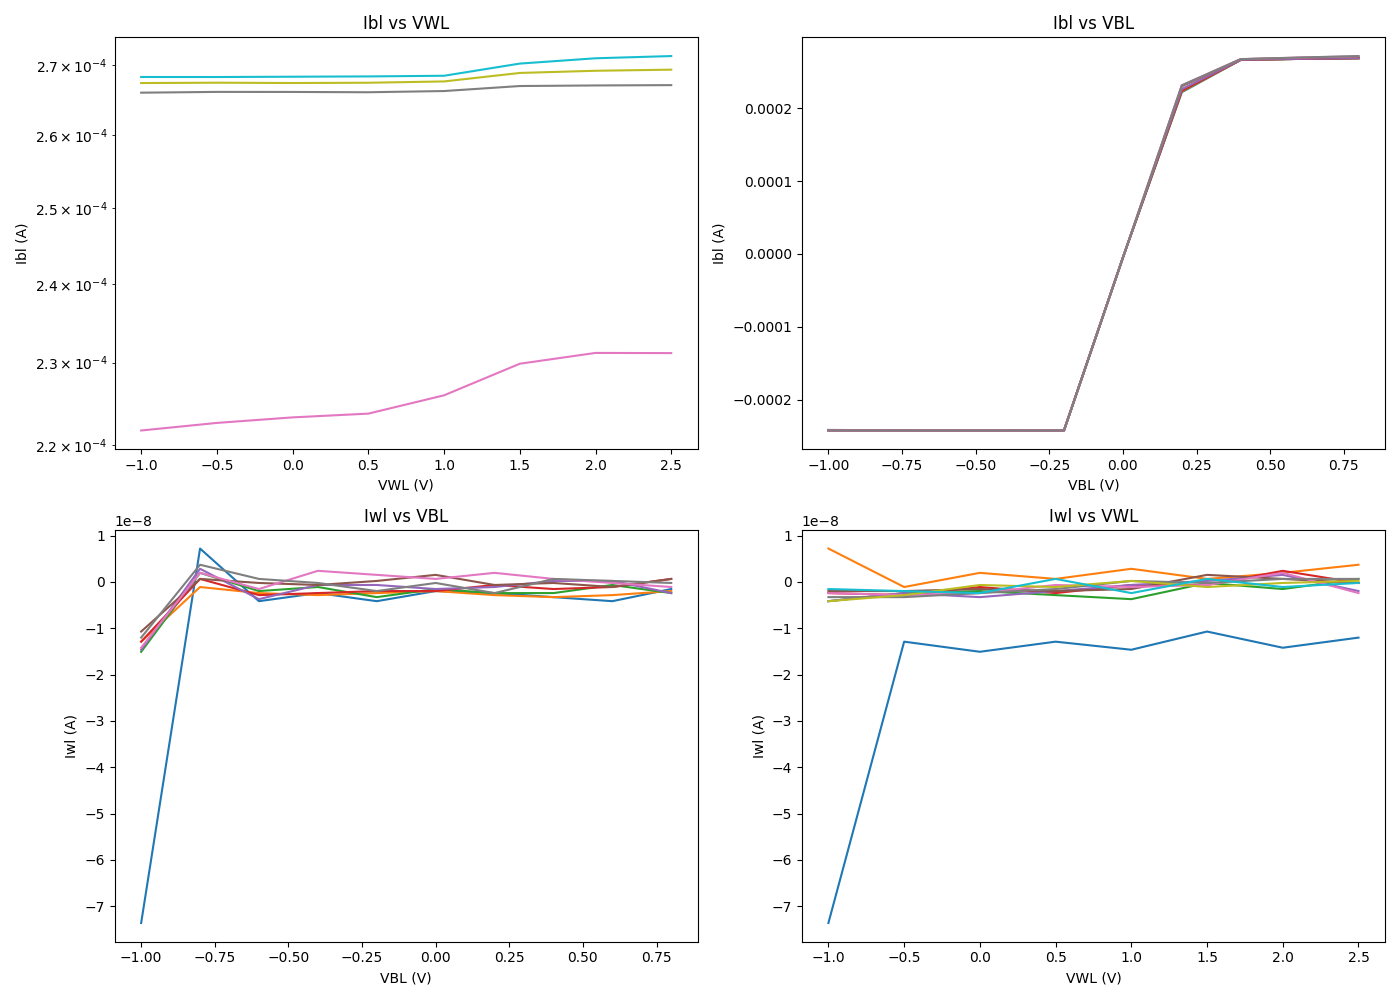 Ibl vs VWL
Ibl (A)
2.7 × 10⁻⁴
2.6 × 10⁻⁴
2.5 × 10⁻⁴
2.4 × 10⁻⁴
2.3 × 10⁻⁴
2.2 × 10⁻⁴
−1.0 −0.5 0.0 0.5 1.0 1.5 2.0 2.5
VWL (V)
Ibl vs VBL
Ibl (A)
0.0002
0.0001
0.0000
−0.0001
−0.0002
−1.00 −0.75 −0.50 −0.25 0.00 0.25 0.50 0.75
VBL (V)
Iwl vs VBL
1e−8
Iwl (A)
1
0
−1
−2
−3
−4
−5
−6
−7
−1.00 −0.75 −0.50 −0.25 0.00 0.25 0.50 0.75
VBL (V)
Iwl vs VWL
1e−8
Iwl (A)
1
0
−1
−2
−3
−4
−5
−6
−7
−1.0 −0.5 0.0 0.5 1.0 1.5 2.0 2.5
VWL (V)